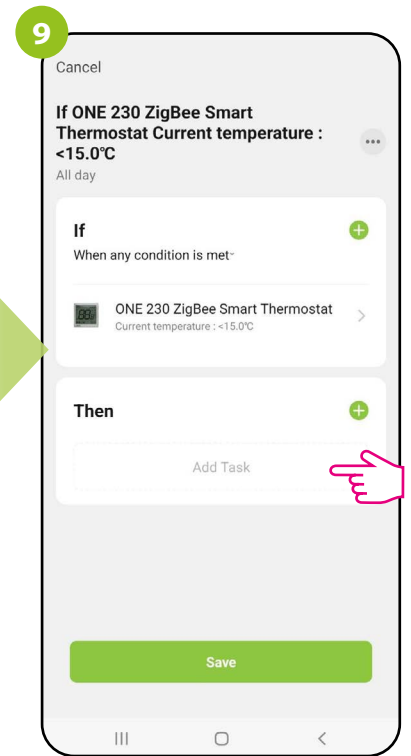 9
Cancel
If ONE 230 ZigBee Smart
Thermostat Current temperature :
<15.0°C
All day
If
When any condition is met
ONE 230 ZigBee Smart Thermostat
Current temperature : <15.0°C
Then
Add Task
Save